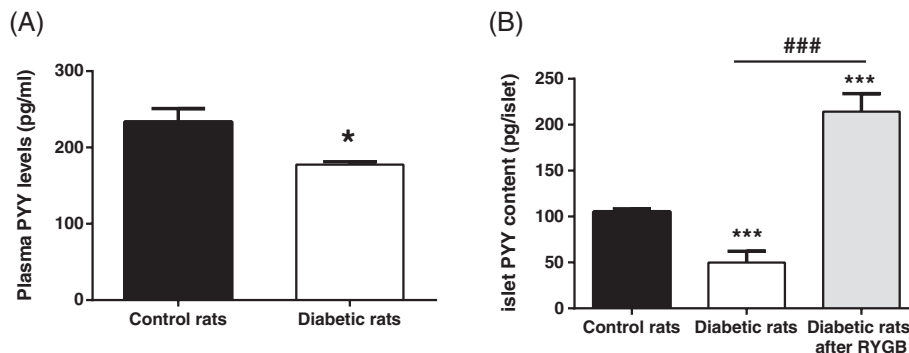 (A)
Plasma PYY levels (pg/ml)
300
200
100
0
*
Control rats
Diabetic rats
(B)
islet PYY content (pg/islet)
250
200
150
100
50
0
###
***
***
Control rats
Diabetic rats
Diabetic rats
after RYGB